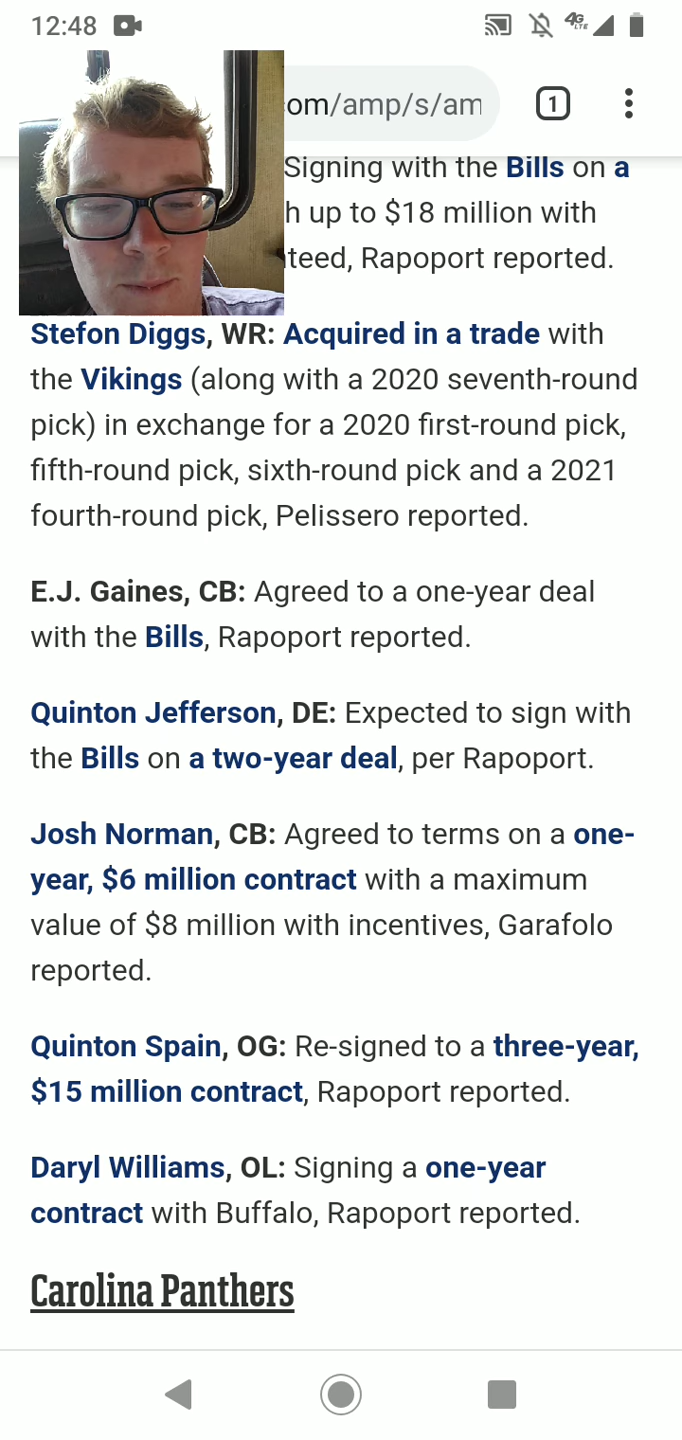 12:48
4G
LTE
om/amp/s/am
1
Signing with the Bills on a
h up to $18 million with
teed, Rapoport reported.
Stefon Diggs, WR: Acquired in a trade with
the Vikings (along with a 2020 seventh-round
pick) in exchange for a 2020 first-round pick,
fifth-round pick, sixth-round pick and a 2021
fourth-round pick, Pelissero reported.
E.J. Gaines, CB: Agreed to a one-year deal
with the Bills, Rapoport reported.
Quinton Jefferson, DE: Expected to sign with
the Bills on a two-year deal, per Rapoport.
Josh Norman, CB: Agreed to terms on a one-
year, $6 million contract with a maximum
value of $8 million with incentives, Garafolo
reported.
Quinton Spain, OG: Re-signed to a three-year,
$15 million contract, Rapoport reported.
Daryl Williams, OL: Signing a one-year
contract with Buffalo, Rapoport reported.
Carolina Panthers